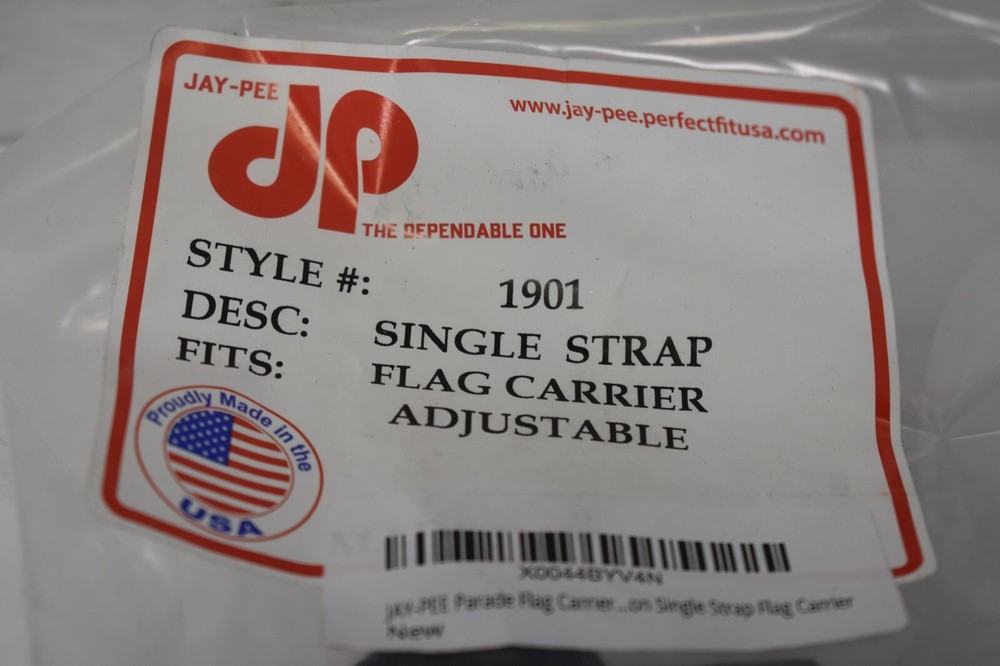 JAY-PEE
JP
www.jay-pee.perfectfitusa.com
THE DEPENDABLE ONE
STYLE #: 1901
DESC: SINGLE STRAP
FITS: FLAG CARRIER
ADJUSTABLE
Proudly Made in the
USA
X0044BYV4N
JAY-PEE Parade Flag Carrier...on Single Strap Flag Carrier
New